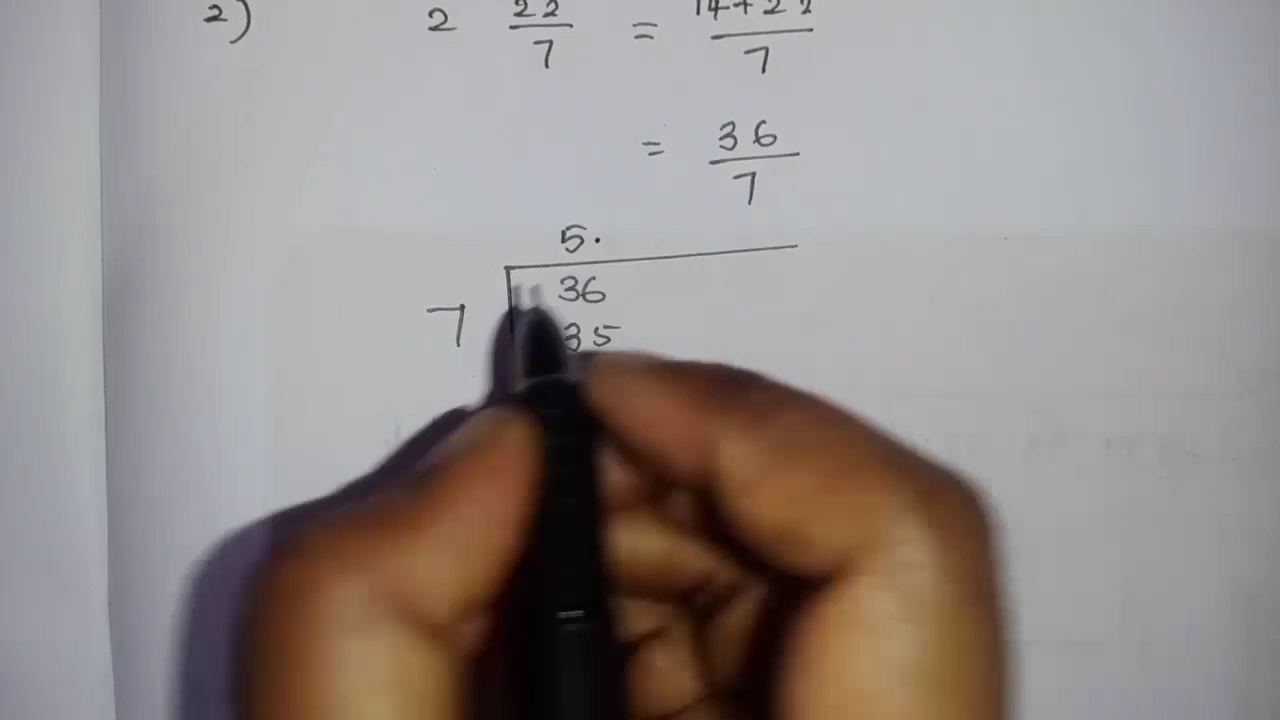 2) 2 22/7 = 14+22/7
= 36/7
5.
7 36
35